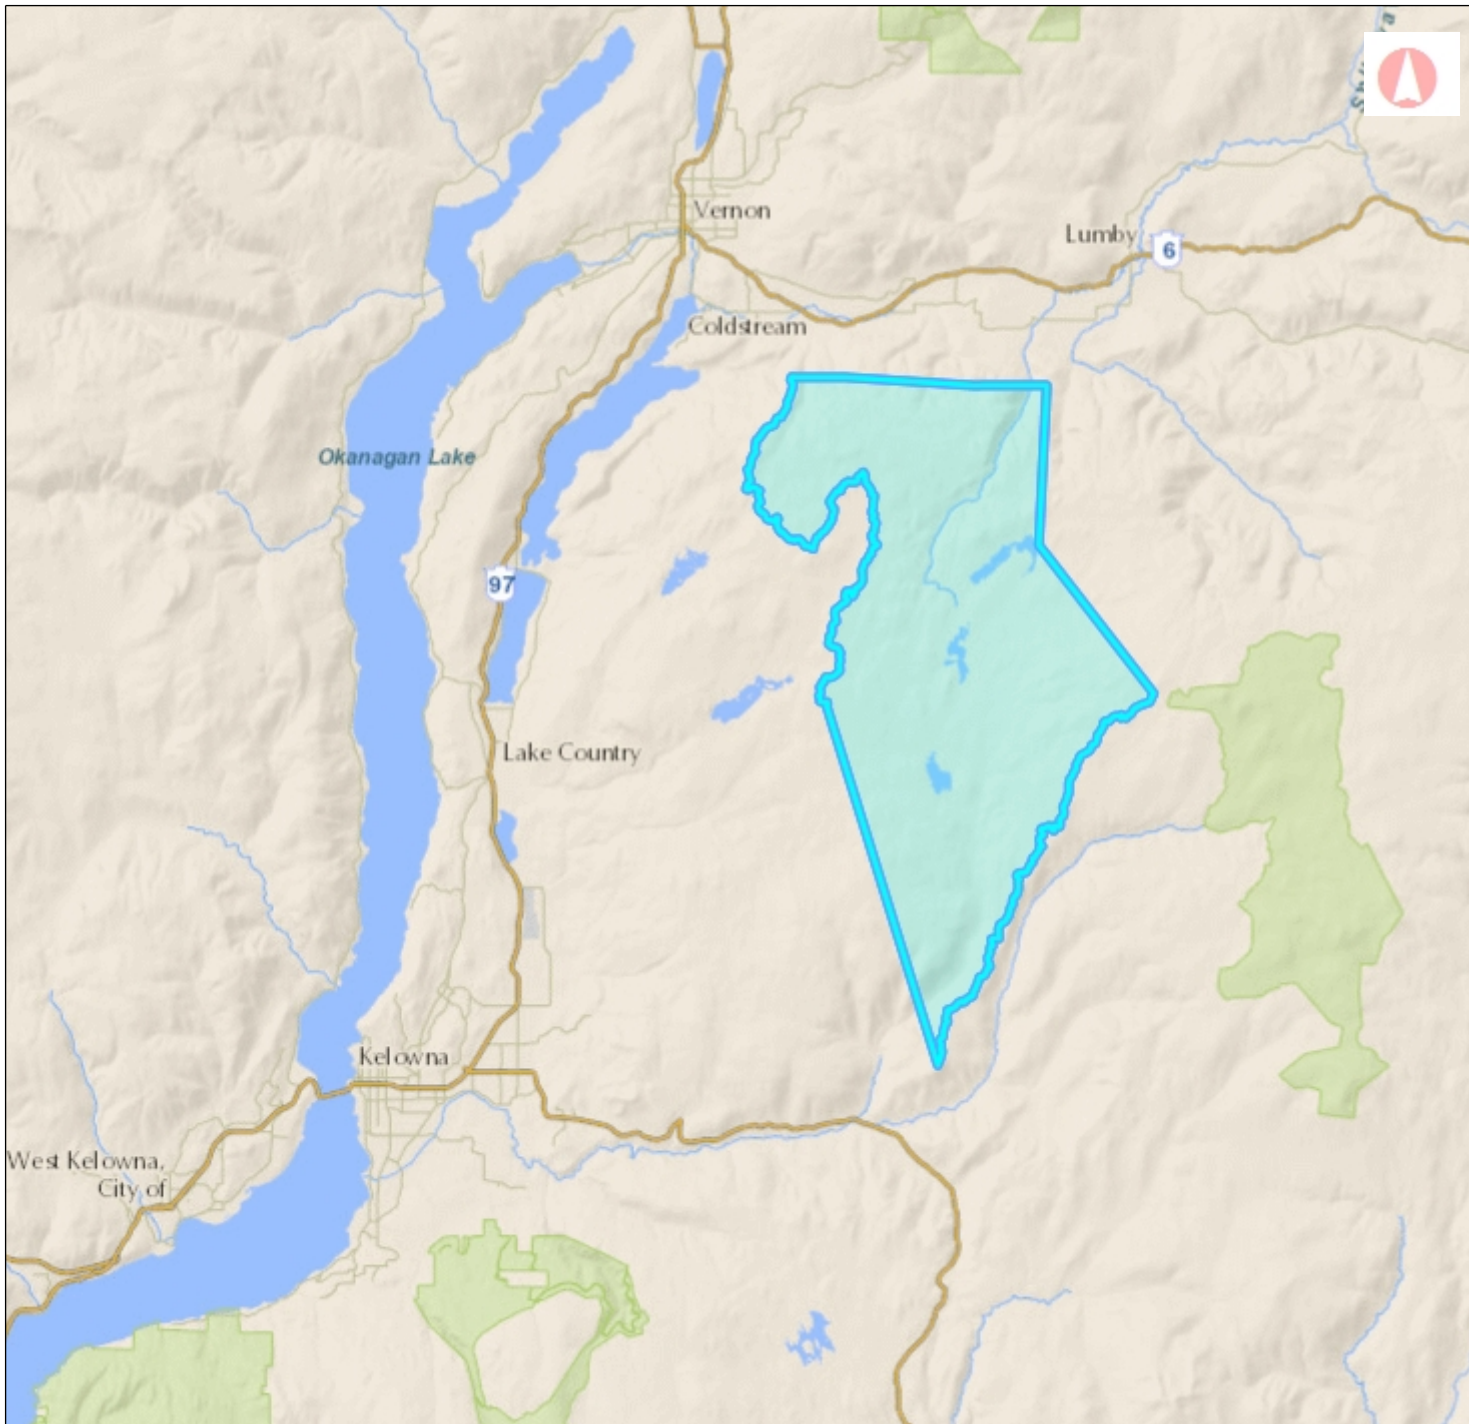 Vernon
Lumby
6
Coldstream
Okanagan Lake
97
Lake Country
Kelowna
West Kelowna,
City of